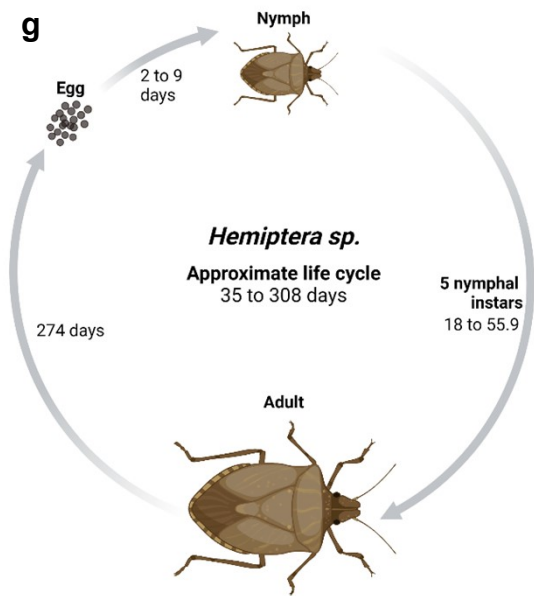 g
Nymph
2 to 9
days
Egg
Hemiptera sp.
Approximate life cycle
35 to 308 days
5 nymphal
instars
18 to 55.9
274 days
Adult